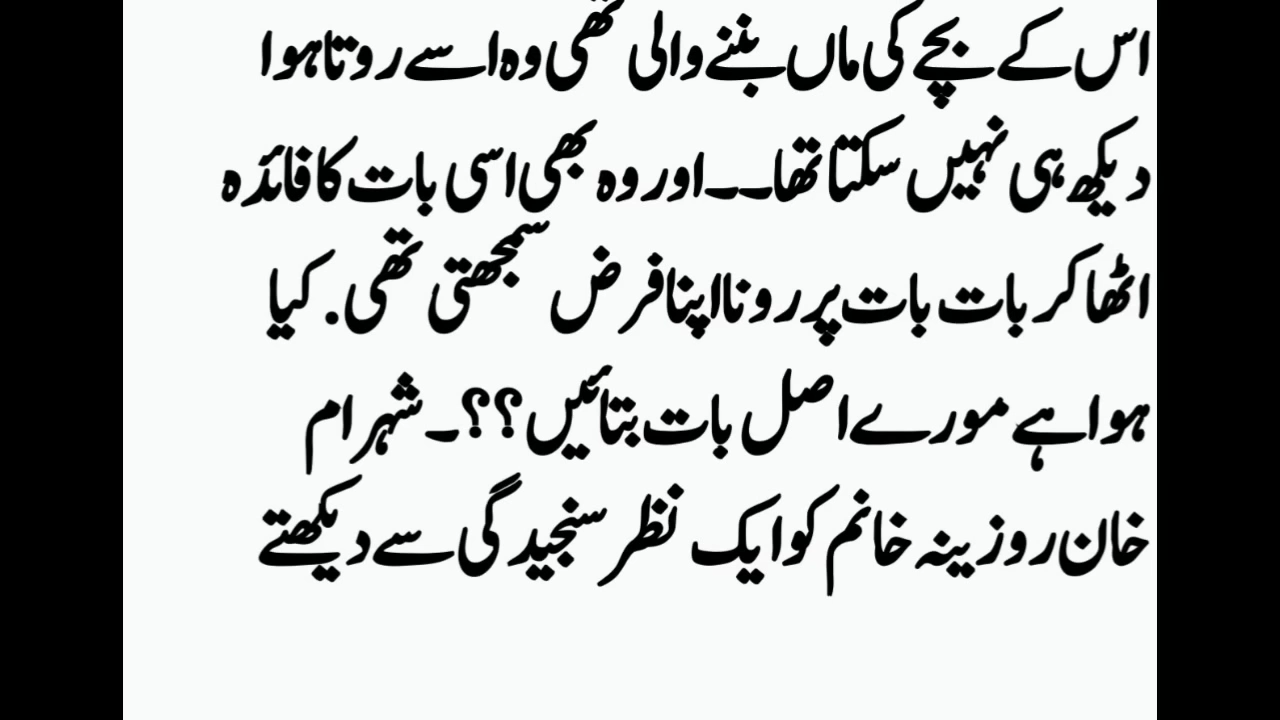 اس کے بچے کی ماں بننے والی تھی وہ اسے روتا ہوا
دیکھ ہی نہیں سکتا تھا۔۔ اور وہ بھی اسی بات کا فائدہ
اٹھا کر بات بات پر رونا اپنا فرض سمجھتی تھی. کیا
ہوا ہے مورے اصل بات بتائیں؟؟۔ شہرام
خان روزینہ خانم کو ایک نظر سنجیدگی سے دیکھتے